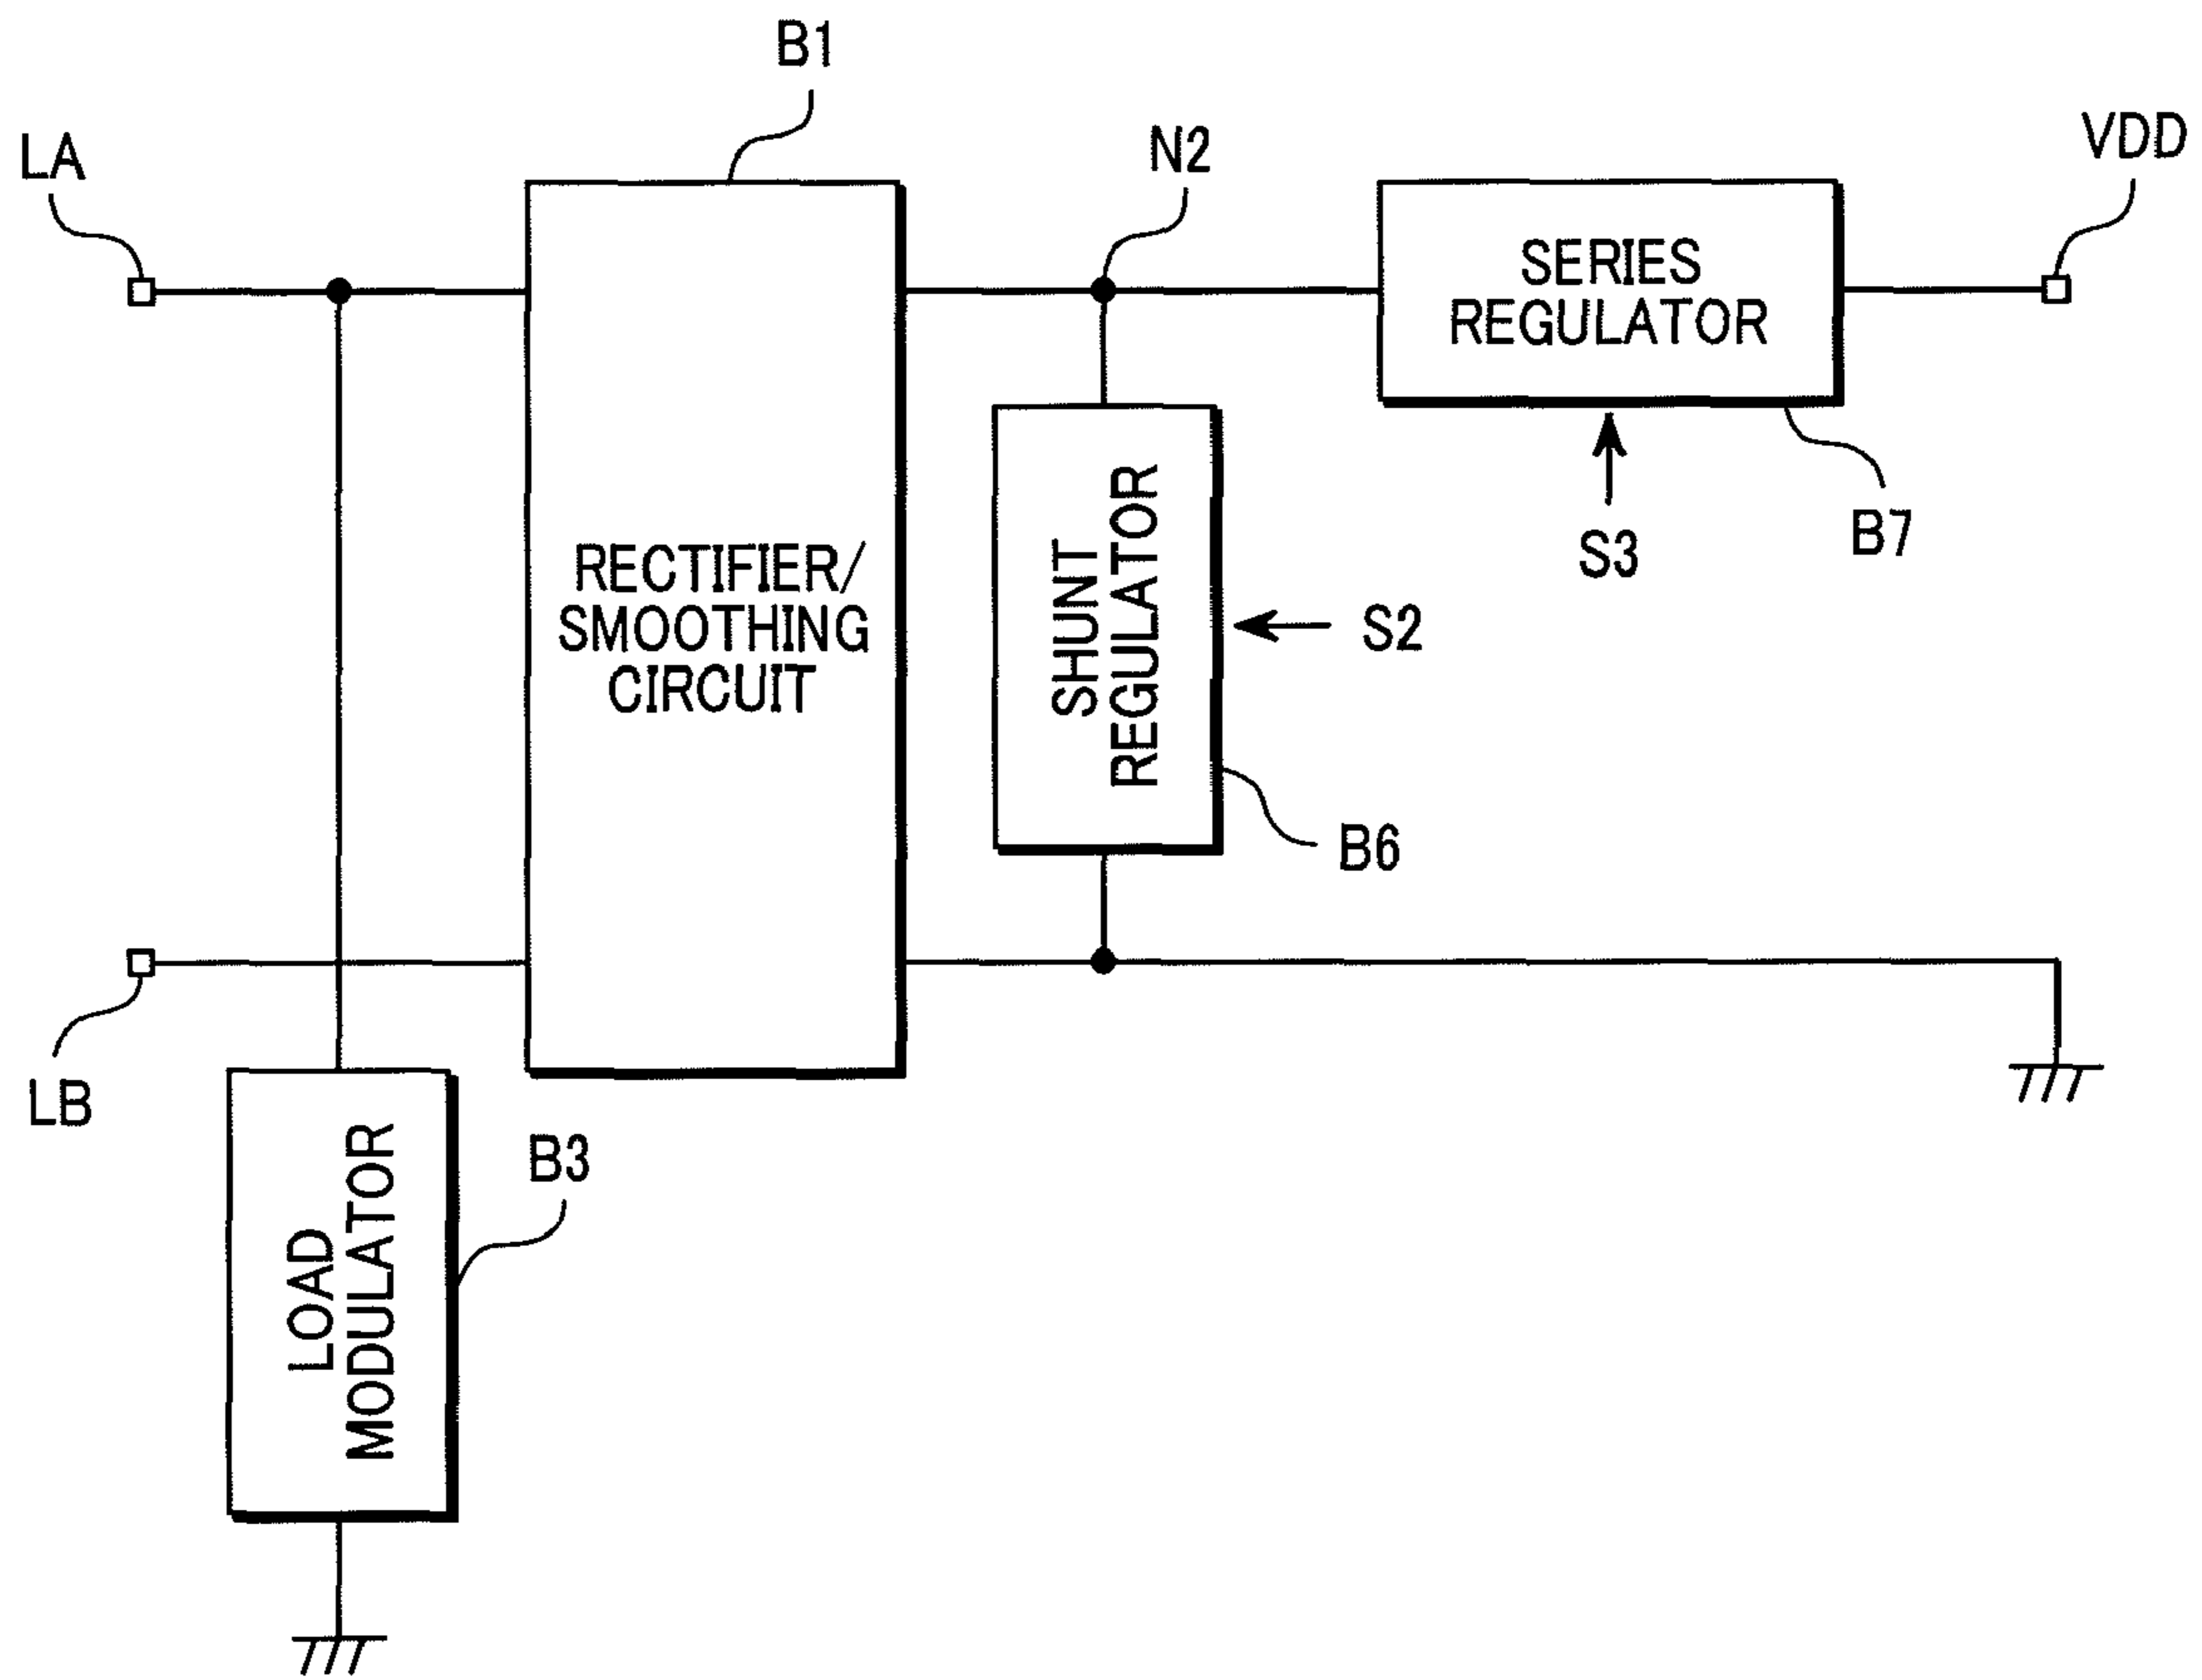 B1
LA
N2
VDD
SERIES
REGULATOR
RECTIFIER/
SMOOTHING
CIRCUIT
SHUNT
REGULATOR
S2
S3
B7
B6
LB
LOAD
MODULATOR
B3